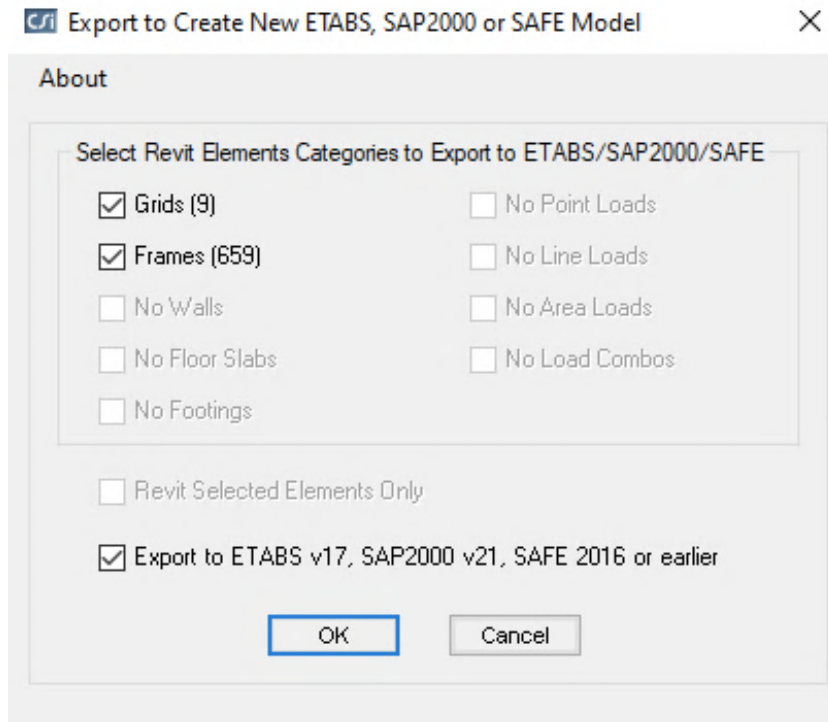 CSi Export to Create New ETABS, SAP2000 or SAFE Model
About
Select Revit Elements Categories to Export to ETABS/SAP2000/SAFE
Grids (9)
No Point Loads
Frames (659)
No Line Loads
No Walls
No Area Loads
No Floor Slabs
No Load Combos
No Footings
Revit Selected Elements Only
Export to ETABS v17, SAP2000 v21, SAFE 2016 or earlier
OK
Cancel